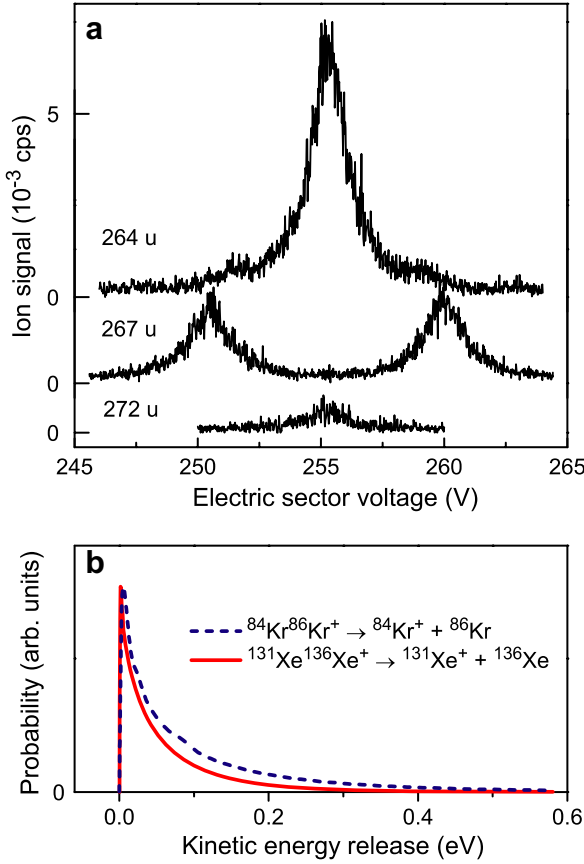 a
Ion signal (10⁻³ cps)
5
264 u
0
267 u
0
272 u
0
245 250 255 260 265
Electric sector voltage (V)
b
Probability (arb. units)
⁸⁴Kr⁸⁶Kr⁺ → ⁸⁴Kr⁺ + ⁸⁶Kr
¹³¹Xe¹³⁶Xe⁺ → ¹³¹Xe⁺ + ¹³⁶Xe
0
0.0 0.2 0.4 0.6
Kinetic energy release (eV)